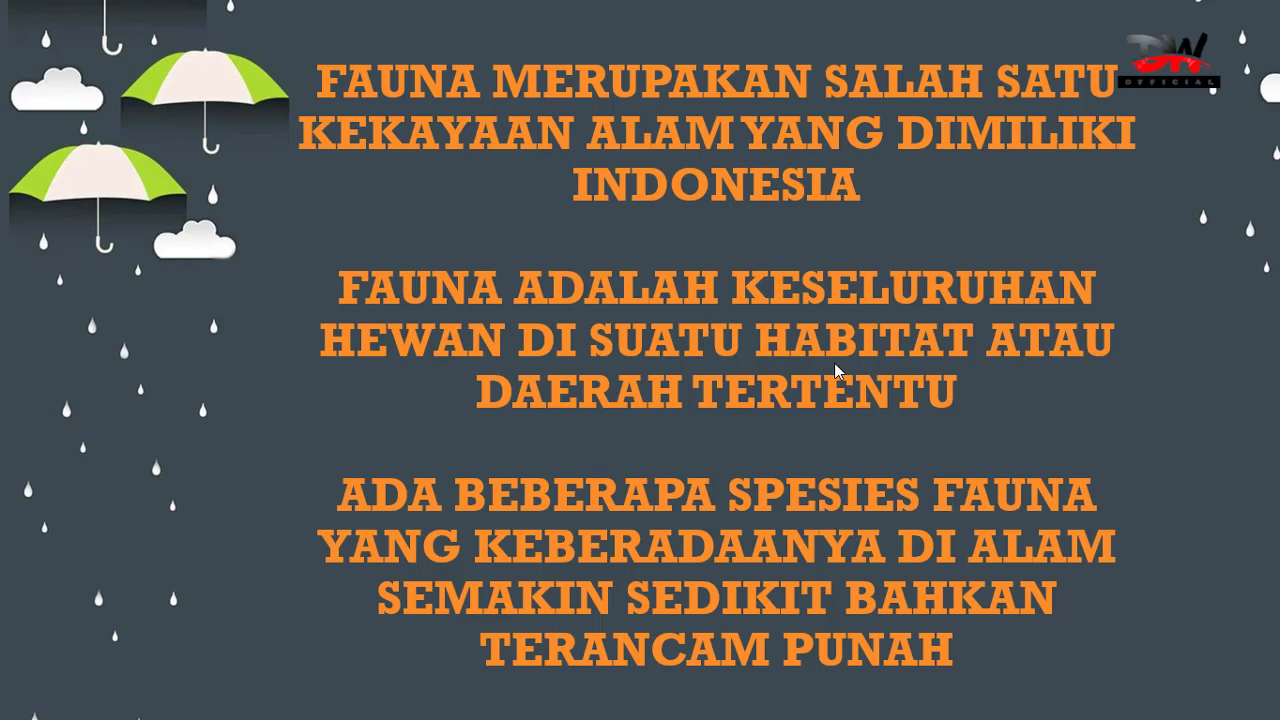 FAUNA MERUPAKAN SALAH SATU
KEKAYAAN ALAM YANG DIMILIKI
INDONESIA
FAUNA ADALAH KESELURUHAN
HEWAN DI SUATU HABITAT ATAU
DAERAH TERTENTU
ADA BEBERAPA SPESIES FAUNA
YANG KEBERADAANYA DI ALAM
SEMAKIN SEDIKIT BAHKAN
TERANCAM PUNAH
OFFICIAL